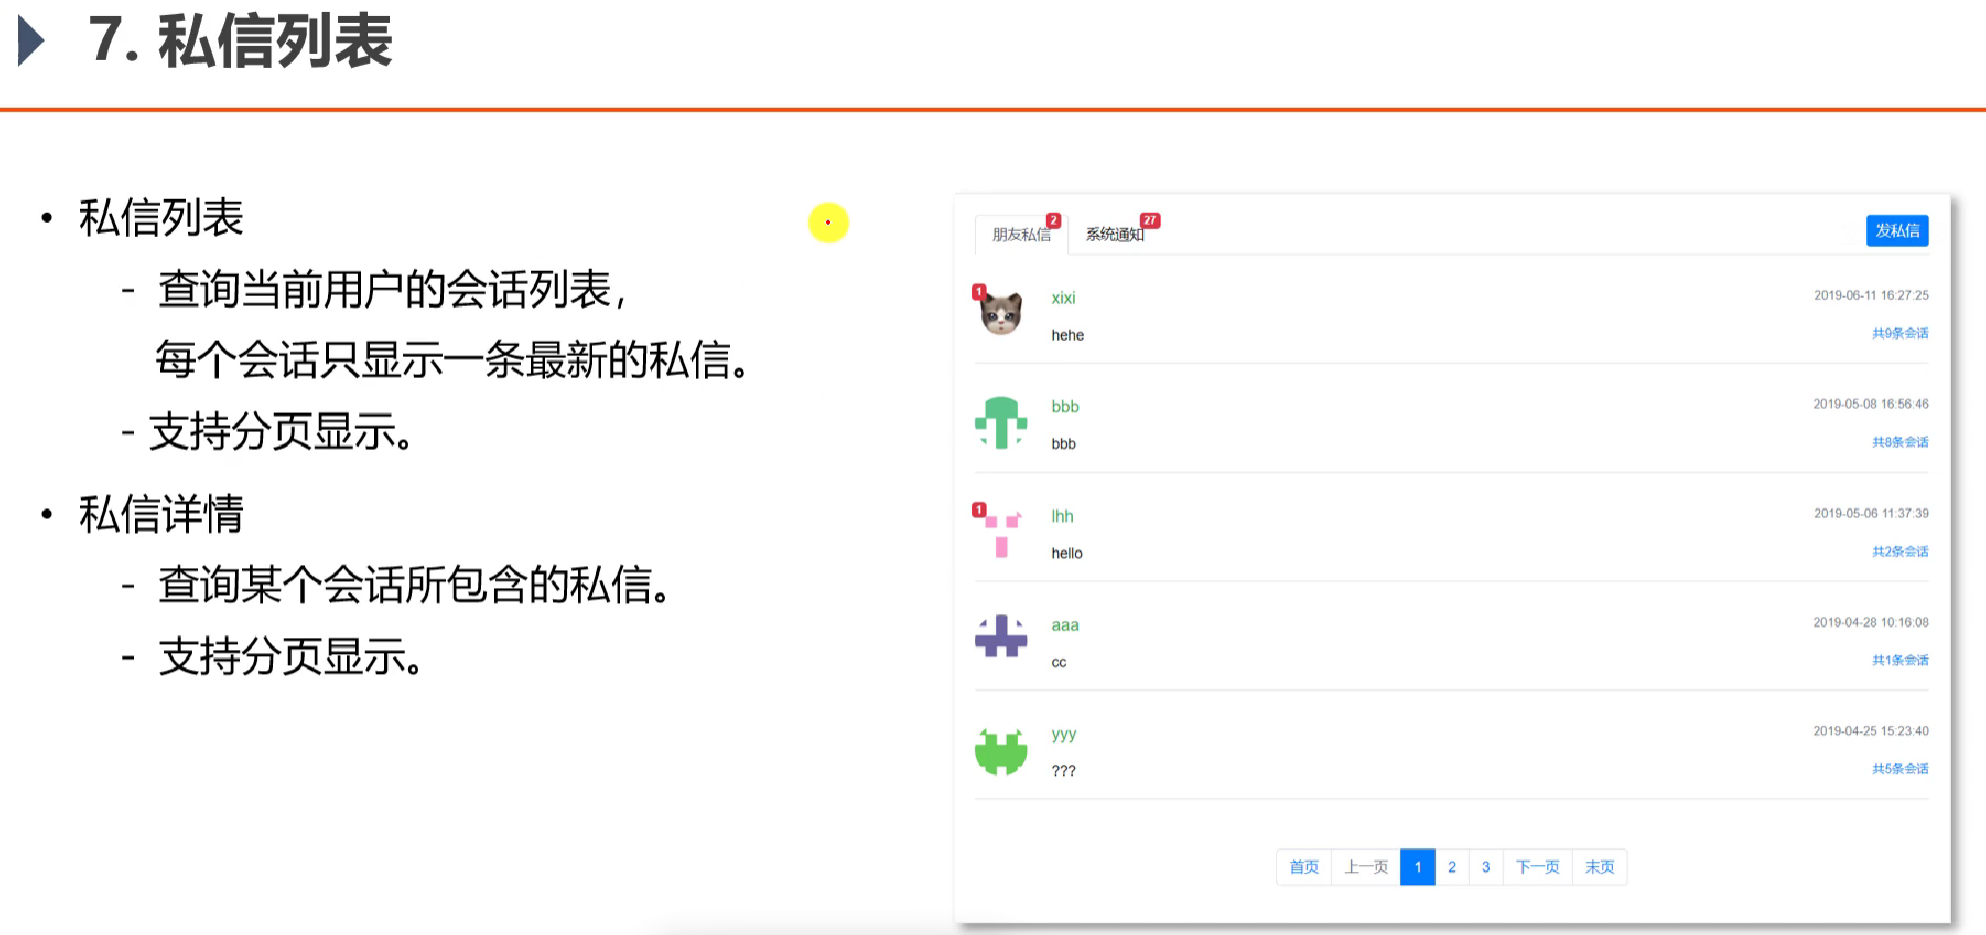 7. 私信列表
• 私信列表
- 查询当前用户的会话列表，
每个会话只显示一条最新的私信。
- 支持分页显示。
• 私信详情
- 查询某个会话所包含的私信。
- 支持分页显示。
朋友私信 2 系统通知 27 发私信
1 xixi 2019-06-11 16:27:25
hehe 共9条会话
bbb 2019-05-08 16:56:46
bbb 共8条会话
1 lhh 2019-05-06 11:37:39
hello 共2条会话
aaa 2019-04-28 10:16:08
cc 共1条会话
yyy 2019-04-25 15:23:40
??? 共5条会话
首页 上一页 1 2 3 下一页 末页